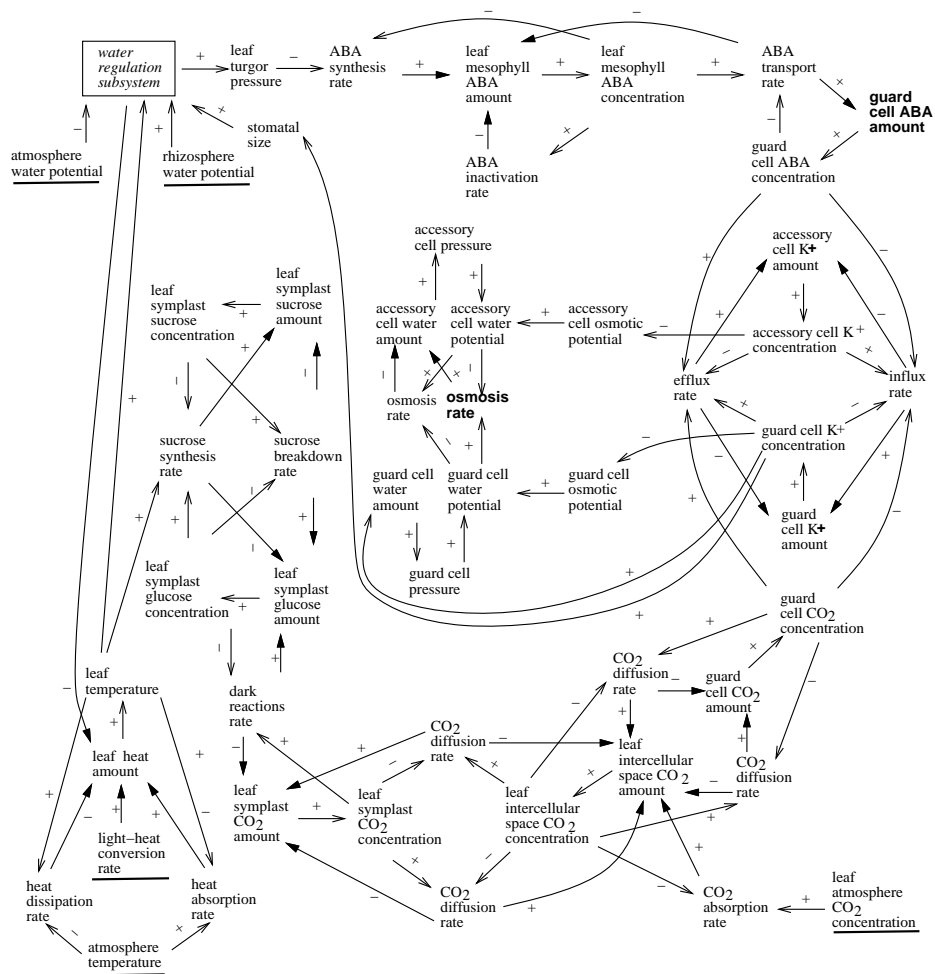 water
regulation
subsystem
+
leaf
turgor
pressure
−
ABA
synthesis
rate
+
leaf
mesophyll
ABA
amount
+
leaf
mesophyll
ABA
concentration
+
ABA
transport
rate
−
−
+
guard
cell ABA
amount
−
+
+
stomatal
size
atmosphere
water potential
rhizosphere
water potential
−
+
ABA
inactivation
rate
−
+
guard
cell ABA
concentration
+
−
accessory
cell pressure
+
+
accessory
cell water
amount
accessory
cell water
potential
+
accessory
cell osmotic
potential
−
accessory
cell K+
amount
+
accessory cell K+
concentration
−
+
−
+
efflux
rate
influx
rate
leaf
symplast
sucrose
concentration
+
leaf
symplast
sucrose
amount
−
+
+
−
−
+
−
−
osmosis
rate
osmosis
rate
−
+
+
−
guard cell K+
concentration
−
+
sucrose
synthesis
rate
sucrose
breakdown
rate
guard cell
water
amount
guard cell
water
potential
+
guard cell
osmotic
potential
−
+
+
guard
cell K+
amount
+
−
+
+
−
+
+
+
guard cell
pressure
leaf
symplast
glucose
concentration
+
leaf
symplast
glucose
amount
+
+
guard
cell CO2
concentration
−
+
+
+
−
leaf
temperature
−
+
dark
reactions
rate
CO2
diffusion
rate
−
guard
cell CO2
amount
−
+
leaf heat
amount
+
−
−
CO2
diffusion
rate
−
+
leaf
intercellular
space CO2
amount
−
+
CO2
diffusion
rate
+
−
+
+
−
+
+
+
leaf
symplast
CO2
amount
+
leaf
symplast
CO2
concentration
leaf
intercellular
space CO2
concentration
+
light−heat
conversion
rate
+
−
−
+
heat
dissipation
rate
heat
absorption
rate
−
CO2
diffusion
rate
+
−
CO2
absorption
rate
+
leaf
atmosphere
CO2
concentration
−
atmosphere
temperature
+